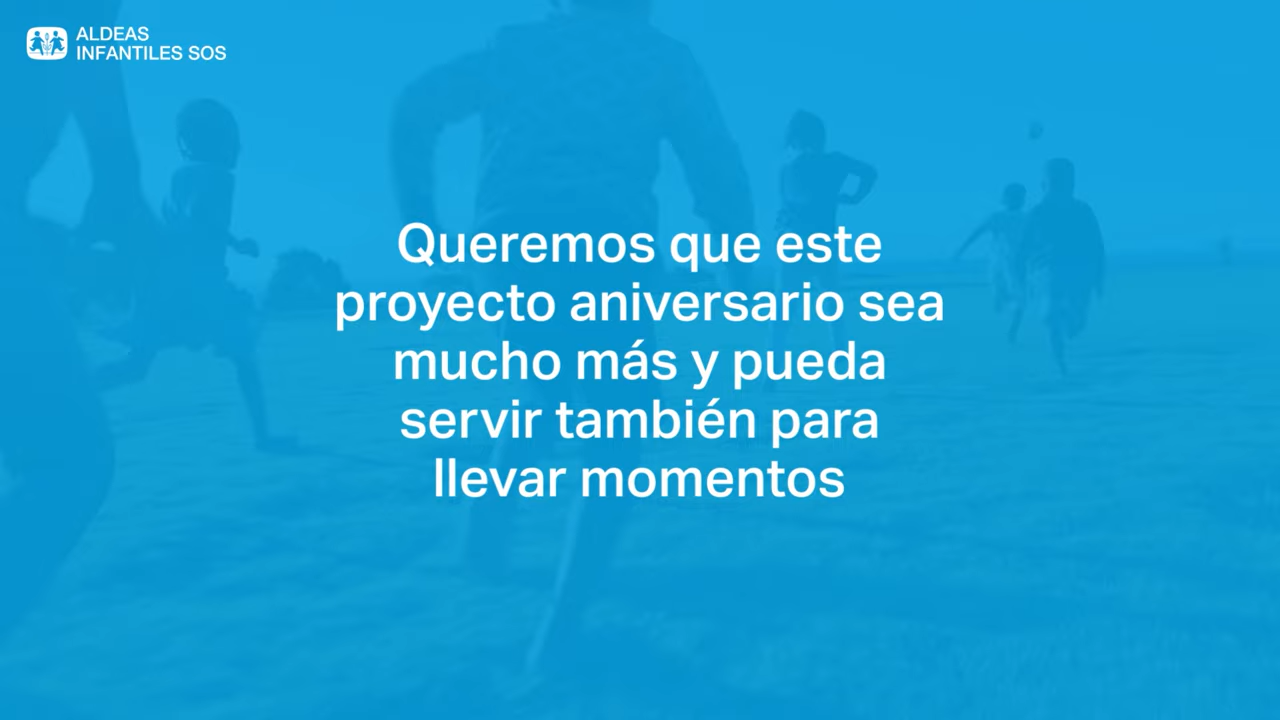 ALDEAS
INFANTILES SOS
Queremos que este
proyecto aniversario sea
mucho más y pueda
servir también para
llevar momentos